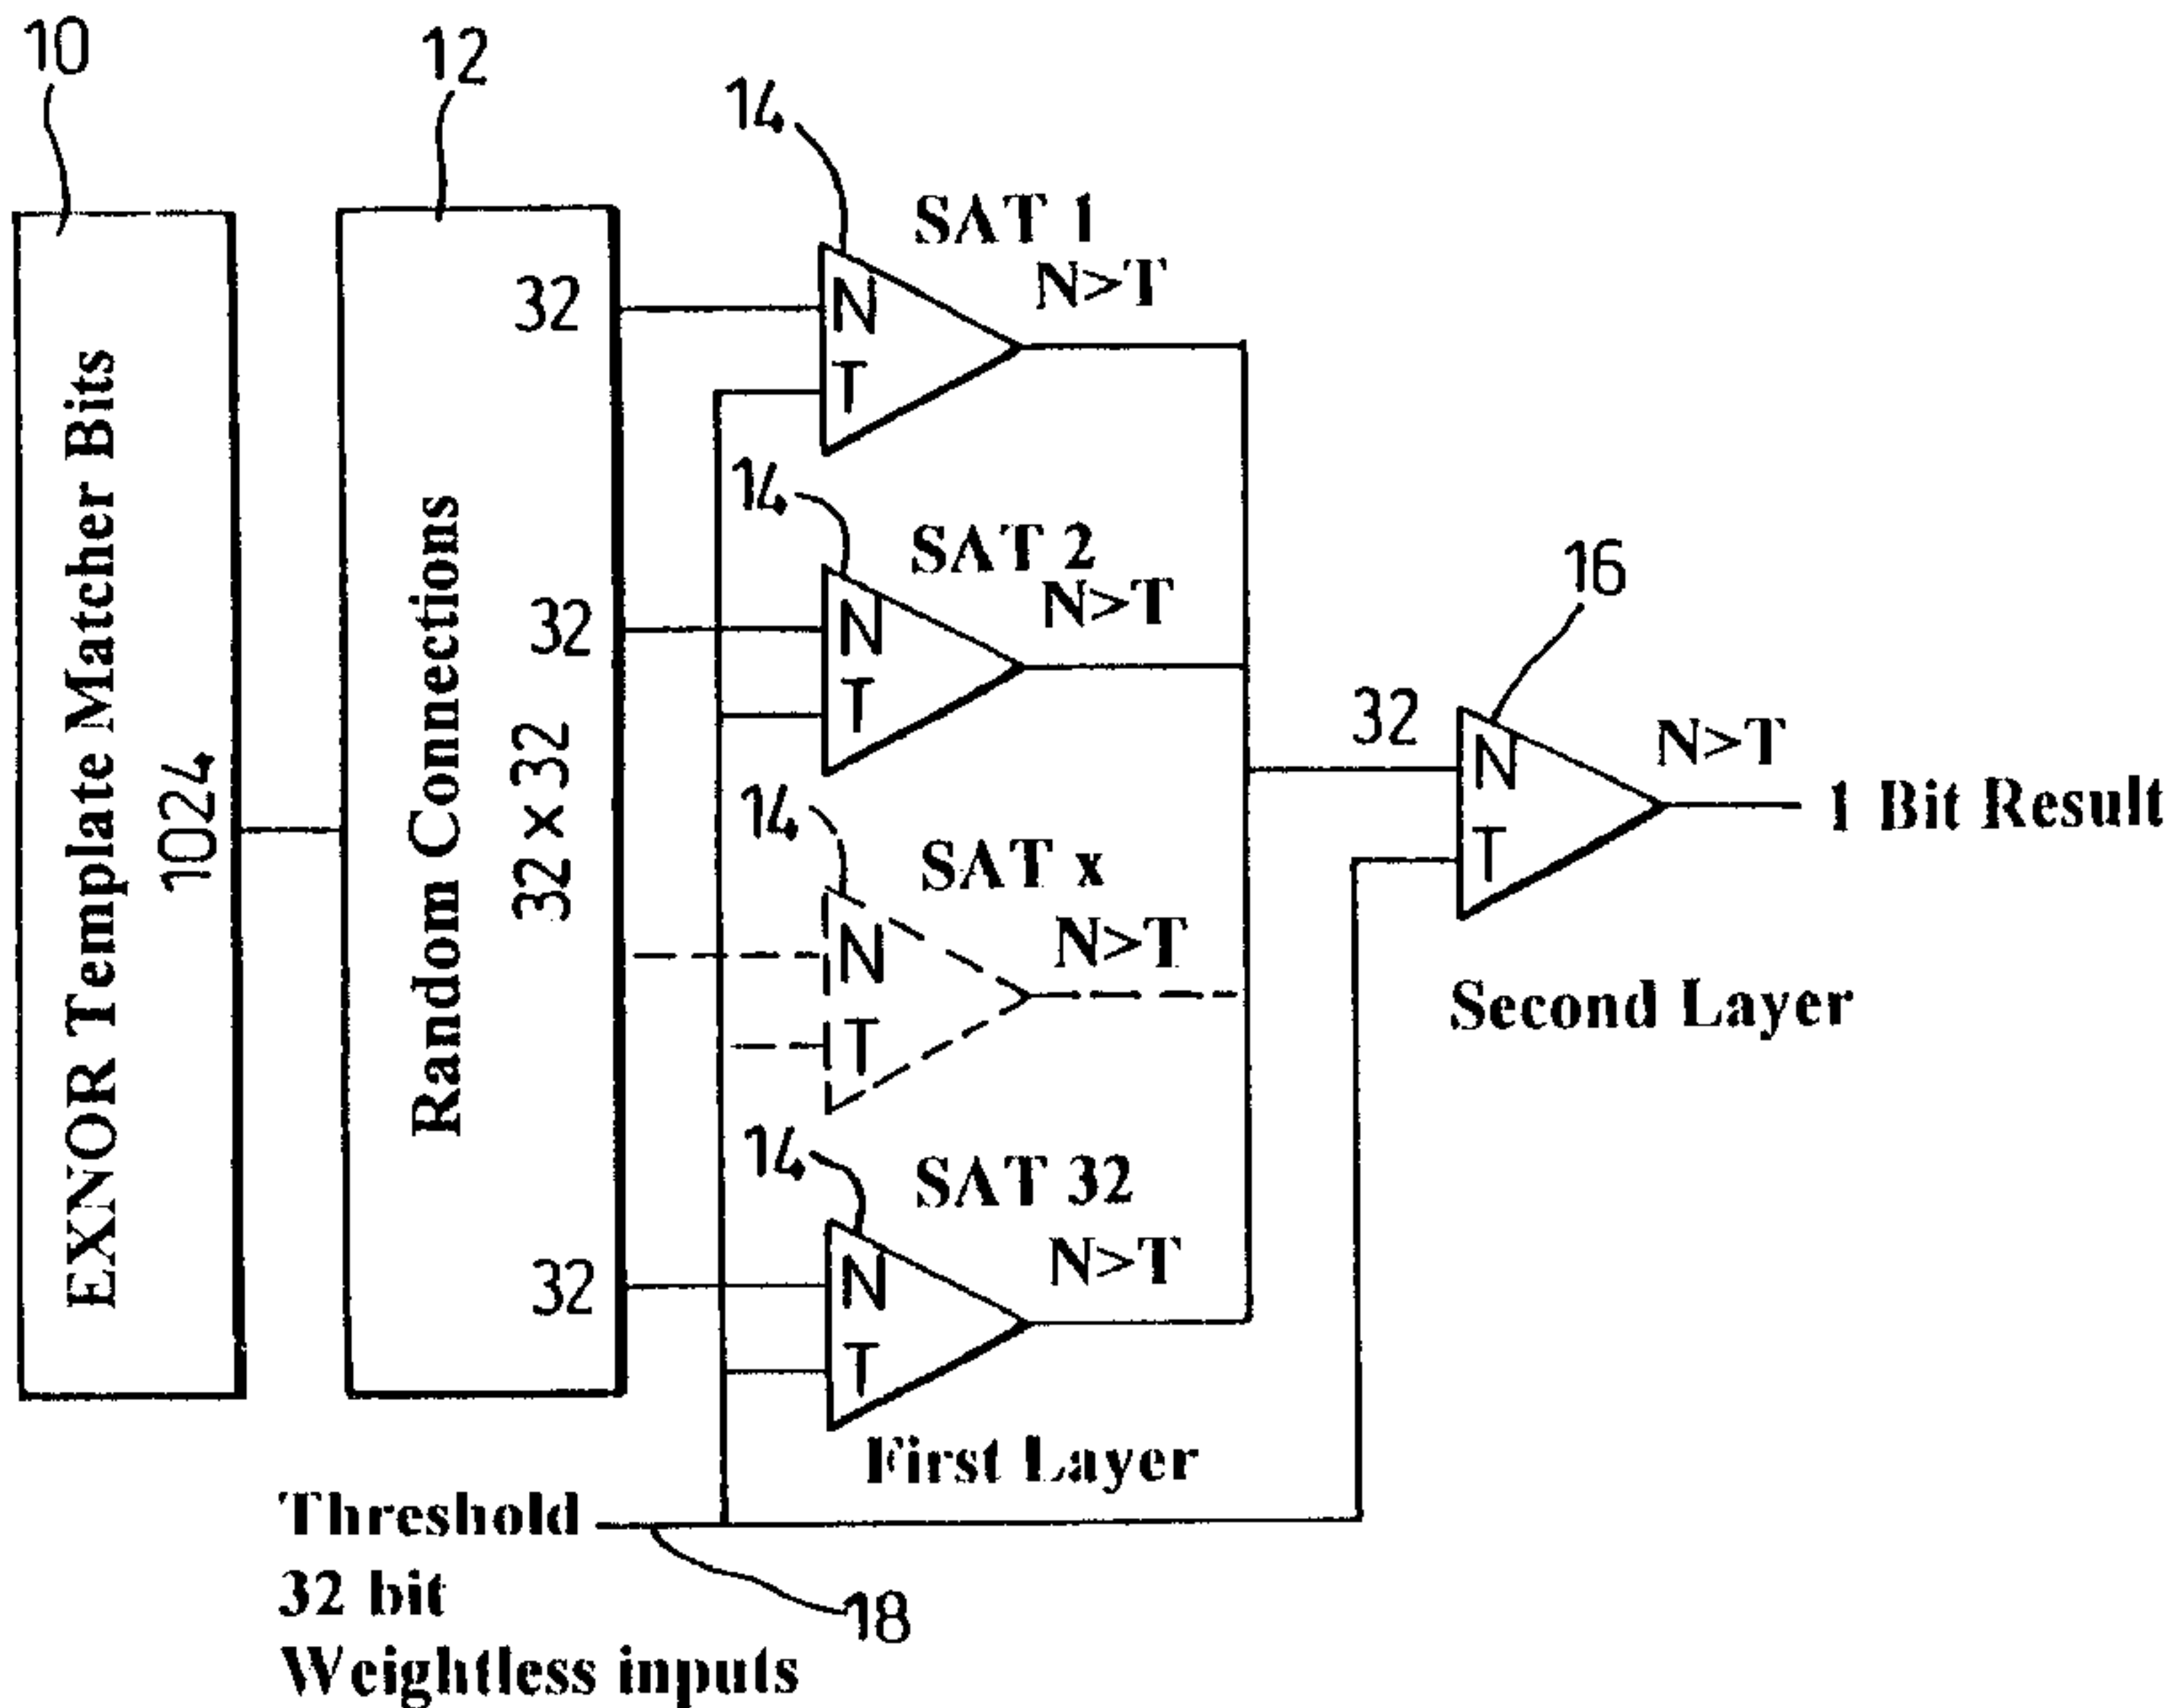 10
12
14
SAT 1
N>T
32
N
T
EXNOR Template Matcher Bits
1024
Random Connections
32x32
14
SAT 2
N>T
32
N
T
16
32
N>T
N
T
1 Bit Result
Second Layer
14
SAT x
N>T
N
T
14
SAT 32
N>T
32
N
T
First Layer
Threshold
32 bit
Weightless inputs
18